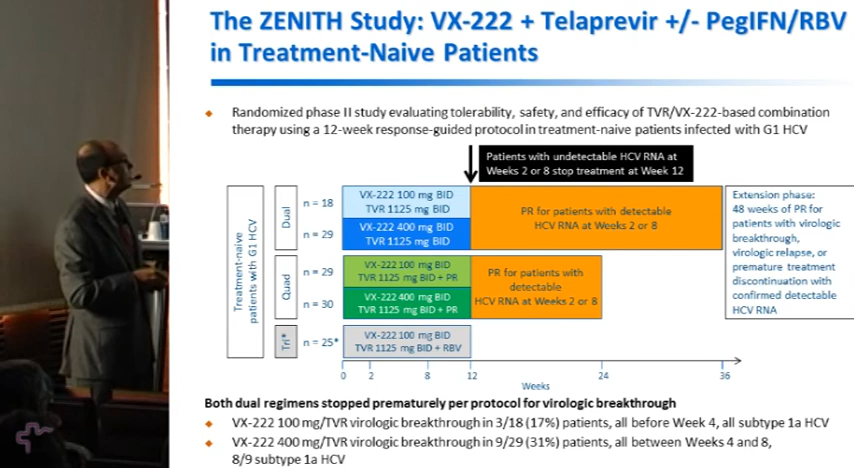 The ZENITH Study: VX-222 + Telaprevir +/- PegIFN/RBV
in Treatment-Naive Patients
Randomized phase II study evaluating tolerability, safety, and efficacy of TVR/VX-222-based combination
therapy using a 12-week response-guided protocol in treatment-naive patients infected with G1 HCV
Patients with undetectable HCV RNA at
Weeks 2 or 8 stop treatment at Week 12
Treatment-naive
patients with G1 HCV
Dual
n = 18
VX-222 100 mg BID
TVR 1125 mg BID
n = 29
VX-222 400 mg BID
TVR 1125 mg BID
PR for patients with detectable
HCV RNA at Weeks 2 or 8
Quad
n = 29
VX-222 100 mg BID
TVR 1125 mg BID + PR
n = 30
VX-222 400 mg BID
TVR 1125 mg BID + PR
PR for patients with
detectable
HCV RNA at Weeks 2 or 8
Tri*
n = 25*
VX-222 100 mg BID
TVR 1125 mg BID + RBV
Extension phase:
48 weeks of PR for
patients with virologic
breakthrough,
virologic relapse, or
premature treatment
discontinuation with
confirmed detectable
HCV RNA
0 2 8 12 24 36
Weeks
Both dual regimens stopped prematurely per protocol for virologic breakthrough
VX-222 100 mg/TVR virologic breakthrough in 3/18 (17%) patients, all before Week 4, all subtype 1a HCV
VX-222 400 mg/TVR virologic breakthrough in 9/29 (31%) patients, all between Weeks 4 and 8,
8/9 subtype 1a HCV